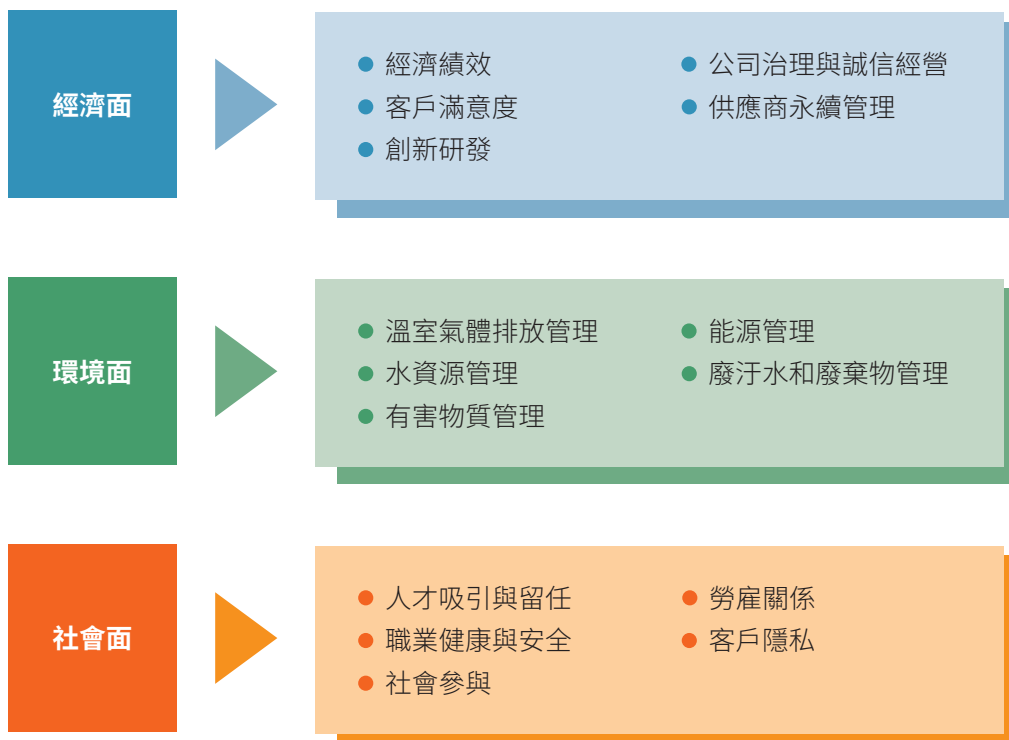 經濟面
經濟績效
客戶滿意度
創新研發
公司治理與誠信經營
供應商永續管理
環境面
溫室氣體排放管理
水資源管理
有害物質管理
能源管理
廢汙水和廢棄物管理
社會面
人才吸引與留任
職業健康與安全
社會參與
勞雇關係
客戶隱私